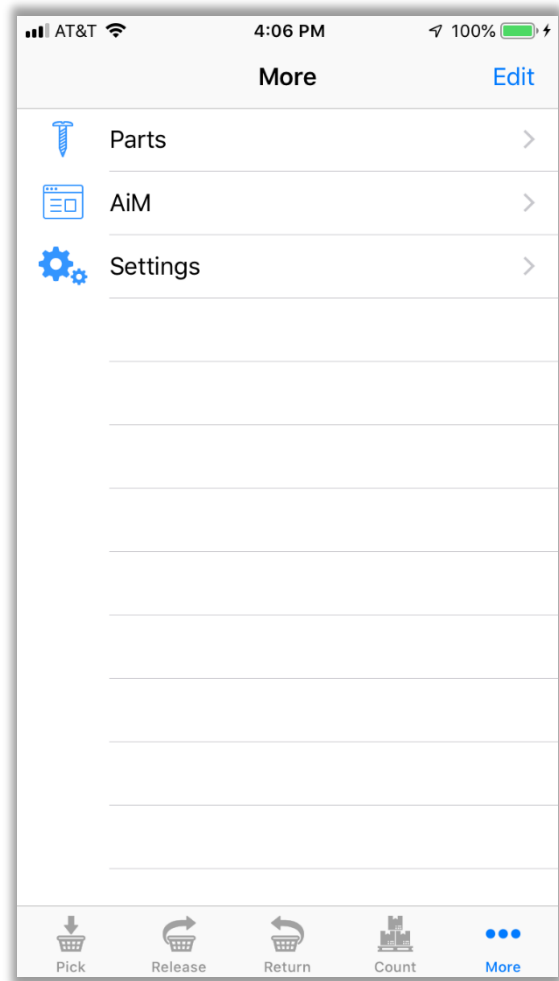 AT&T 4:06 PM 100%
More Edit
Parts
AiM
Settings
Pick Release Return Count More